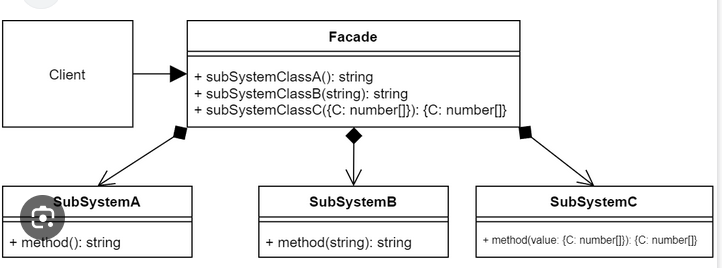 Client
Facade
+ subSystemClassA(): string
+ subSystemClassB(string): string
+ subSystemClassC({C: number[]}): {C: number[]}
SubSystemA
+ method(): string
SubSystemB
+ method(string): string
SubSystemC
+ method(value: {C: number[]}): {C: number[]}